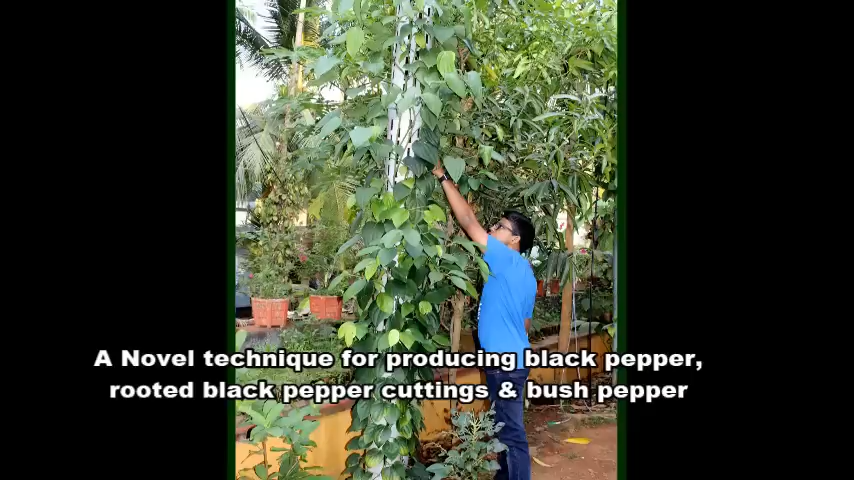 A Novel technique for producing black pepper,
rooted black pepper cuttings & bush pepper